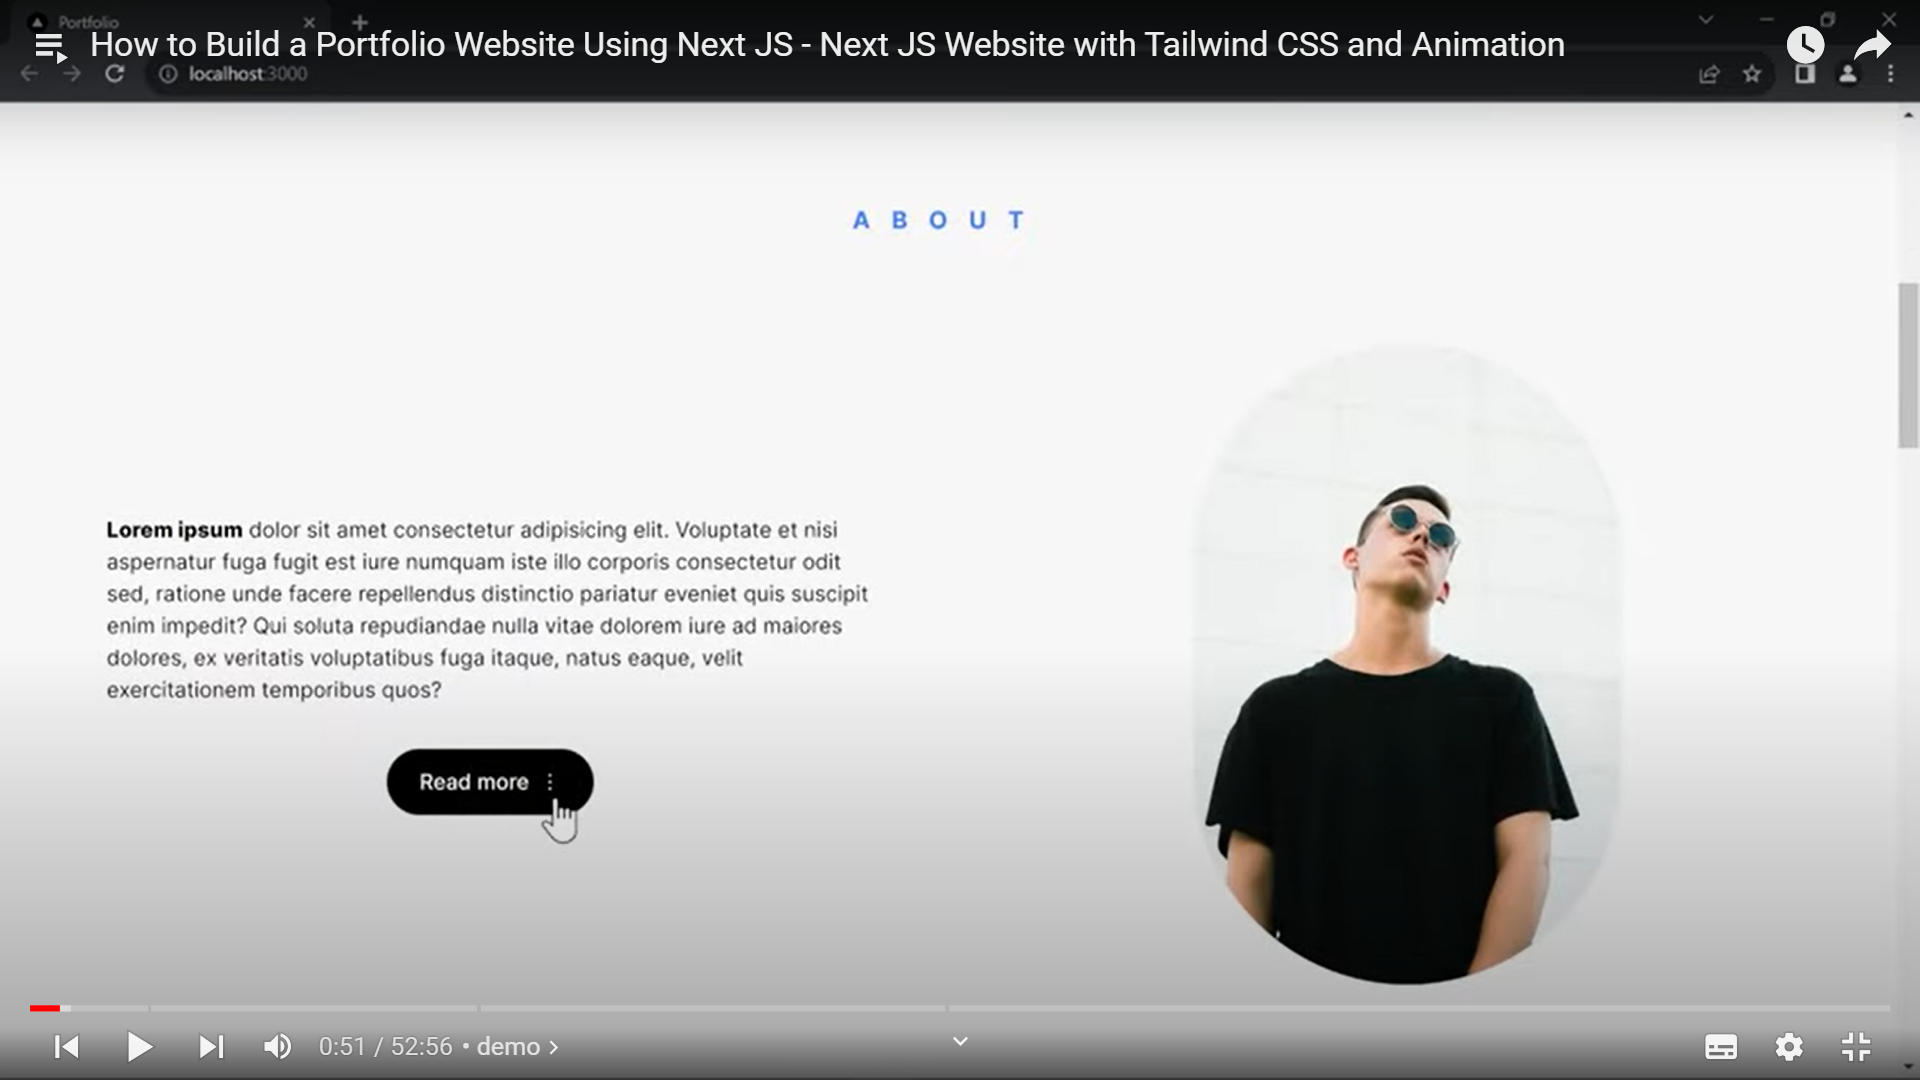 Portfolio
How to Build a Portfolio Website Using Next JS - Next JS Website with Tailwind CSS and Animation
localhost:3000
ABOUT
Lorem ipsum dolor sit amet consectetur adipisicing elit. Voluptate et nisi
aspernatur fuga fugit est iure numquam iste illo corporis consectetur odit
sed, ratione unde facere repellendus distinctio pariatur eveniet quis suscipit
enim impedit? Qui soluta repudiandae nulla vitae dolorem iure ad maiores
dolores, ex veritatis voluptatibus fuga itaque, natus eaque, velit
exercitationem temporibus quos?
Read more
0:51 / 52:56 • demo